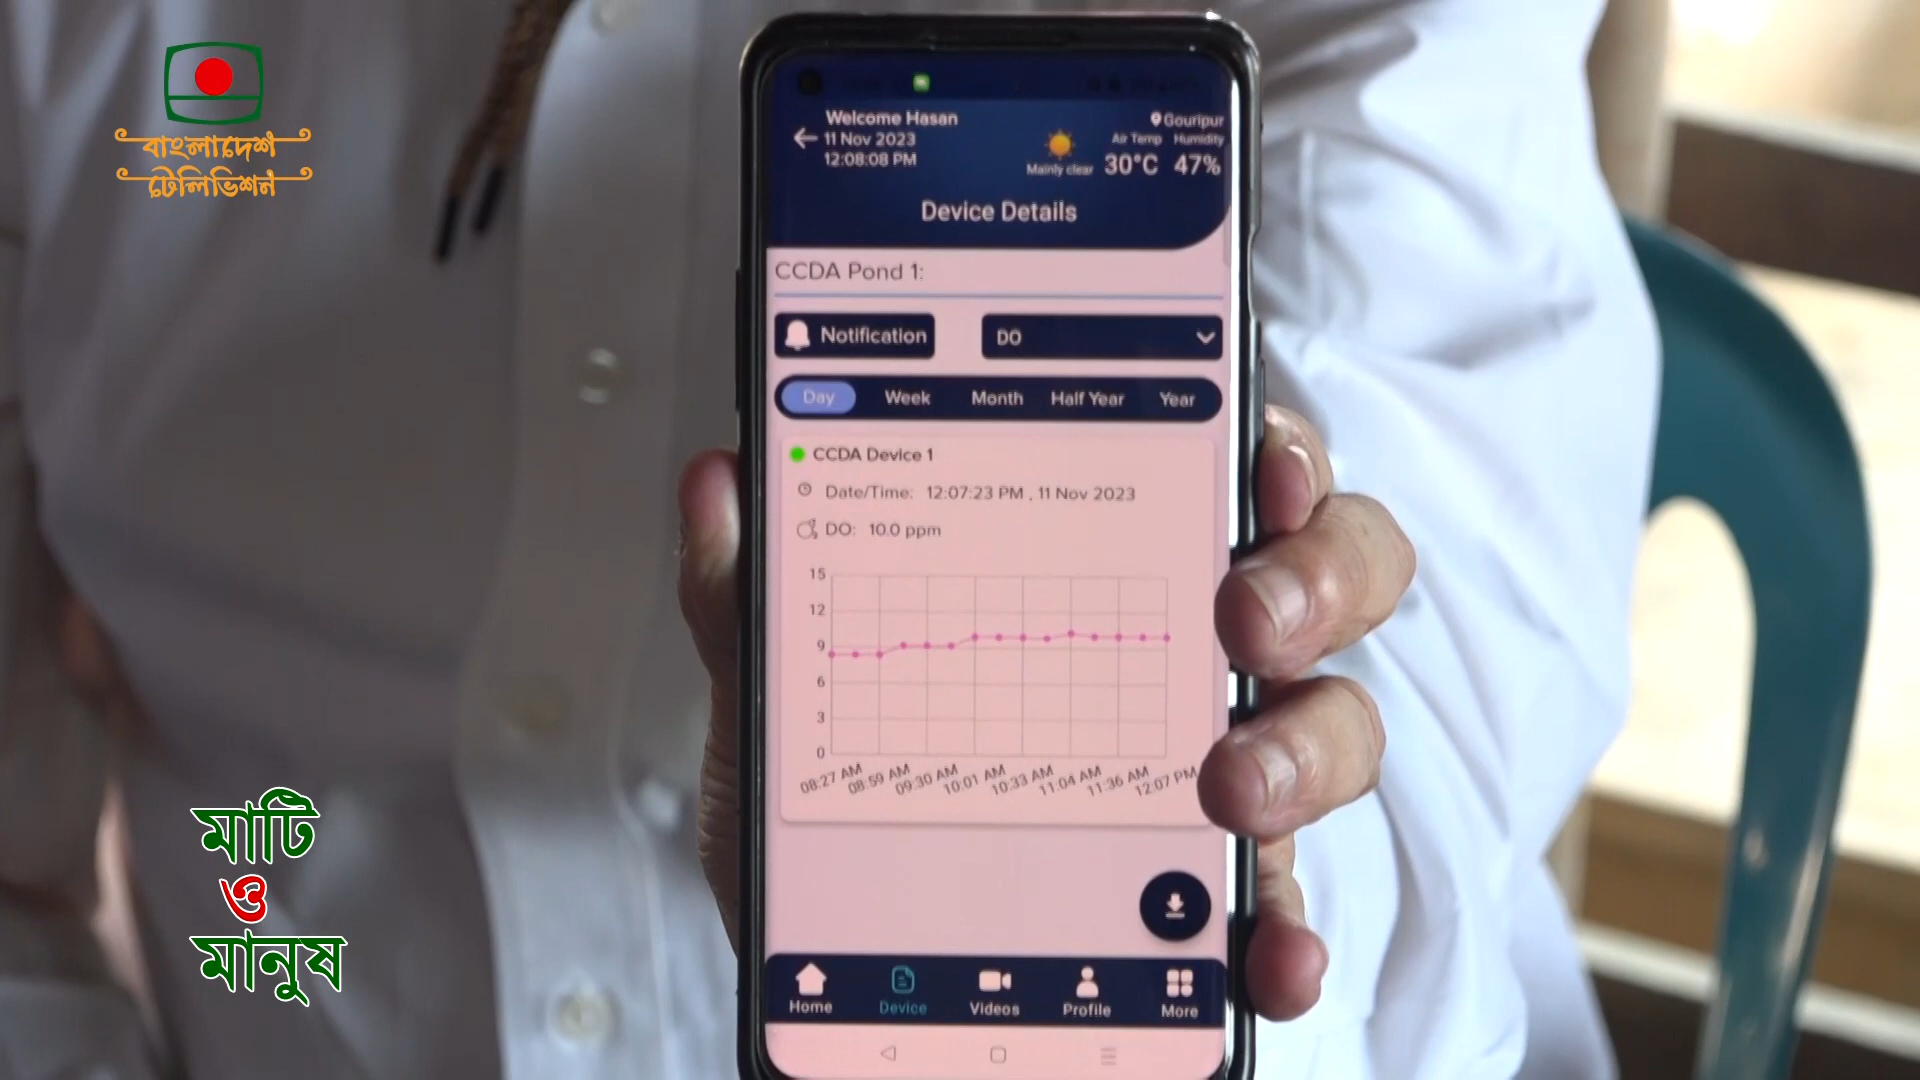 বাংলাদেশ
টেলিভিশন
Welcome Hasan
11 Nov 2023
12:08:08 PM
Gouripur
Air Temp Humidity
Mainly clear 30°C 47%
Device Details
CCDA Pond 1:
Notification
DO
Day Week Month Half Year Year
CCDA Device 1
Date/Time: 12:07:23 PM , 11 Nov 2023
DO: 10.0 ppm
15
12
9
6
3
0
08:27 AM 08:59 AM 09:30 AM 10:01 AM 10:33 AM 11:04 AM 11:36 AM 12:07 PM
Home Device Videos Profile More
মাটি
ও
মানুষ